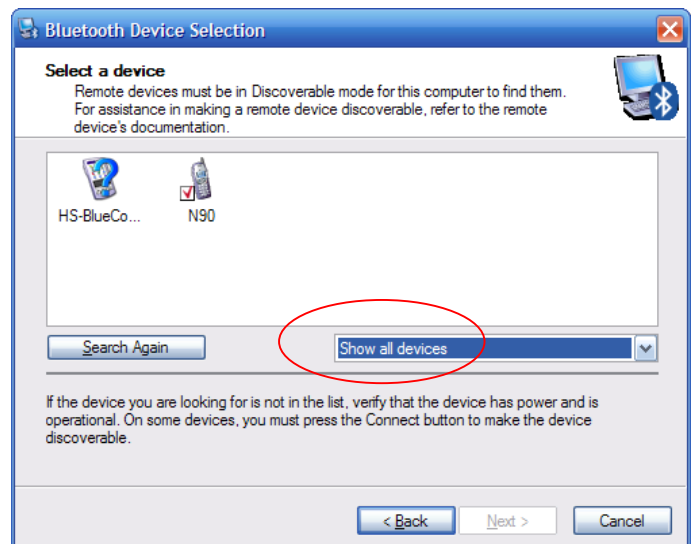 Bluetooth Device Selection
Select a device
Remote devices must be in Discoverable mode for this computer to find them.
For assistance in making a remote device discoverable, refer to the remote
device's documentation.
HS-BlueCo... N90
Search Again Show all devices
If the device you are looking for is not in the list, verify that the device has power and is
operational. On some devices, you must press the Connect button to make the device
discoverable.
< Back Next > Cancel